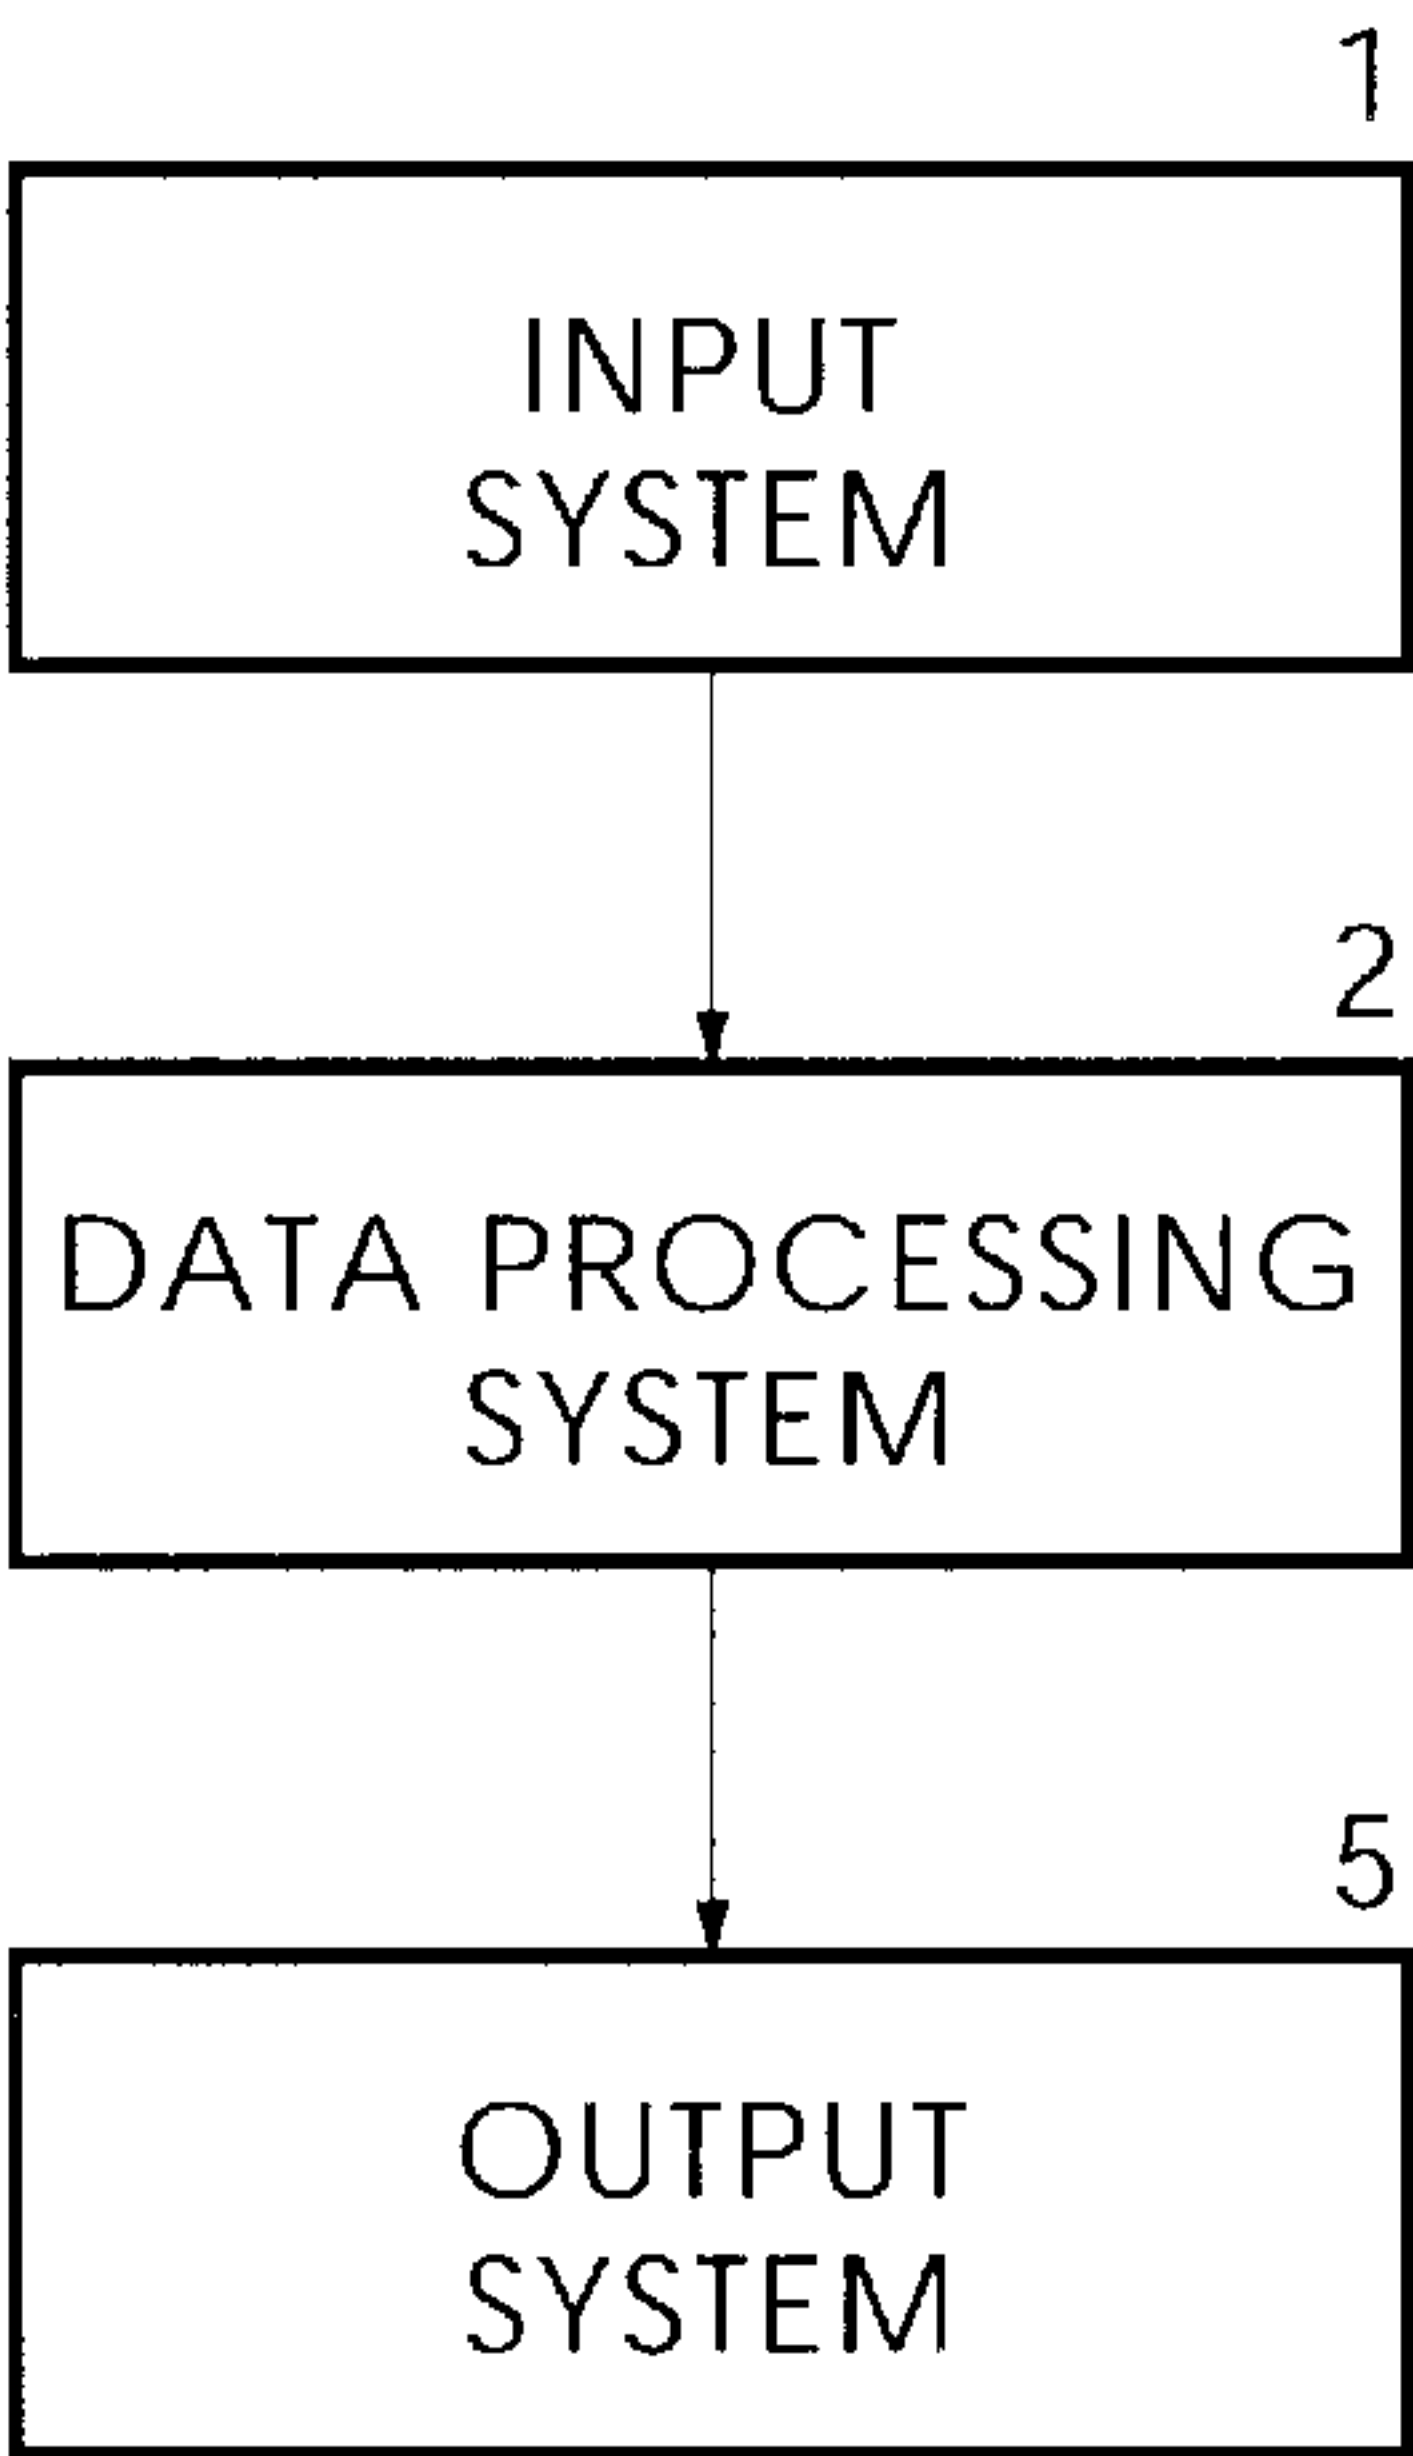 1
INPUT
SYSTEM
2
DATA PROCESSING
SYSTEM
5
OUTPUT
SYSTEM